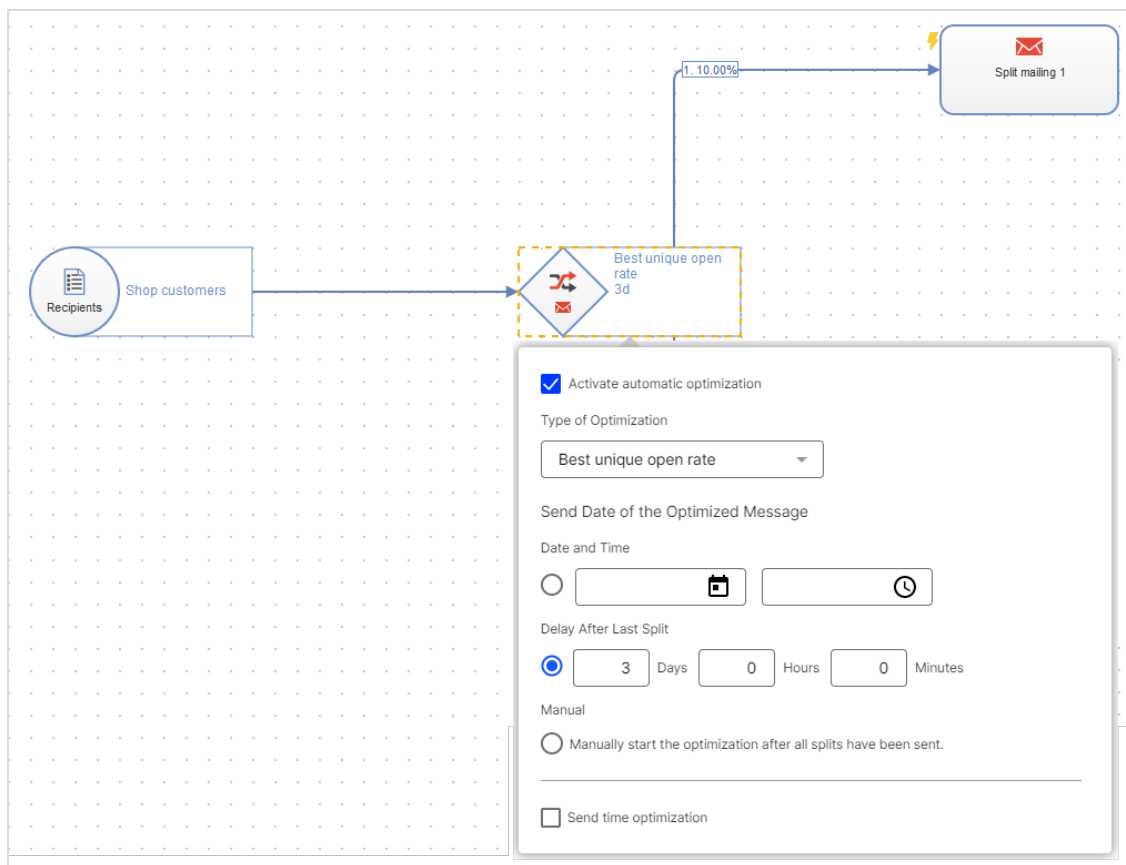 1. 10.00%
Split mailing 1
Recipients
Shop customers
Best unique open
rate
3d
Activate automatic optimization
Type of Optimization
Best unique open rate
Send Date of the Optimized Message
Date and Time
Delay After Last Split
3 Days 0 Hours 0 Minutes
Manual
Manually start the optimization after all splits have been sent.
Send time optimization